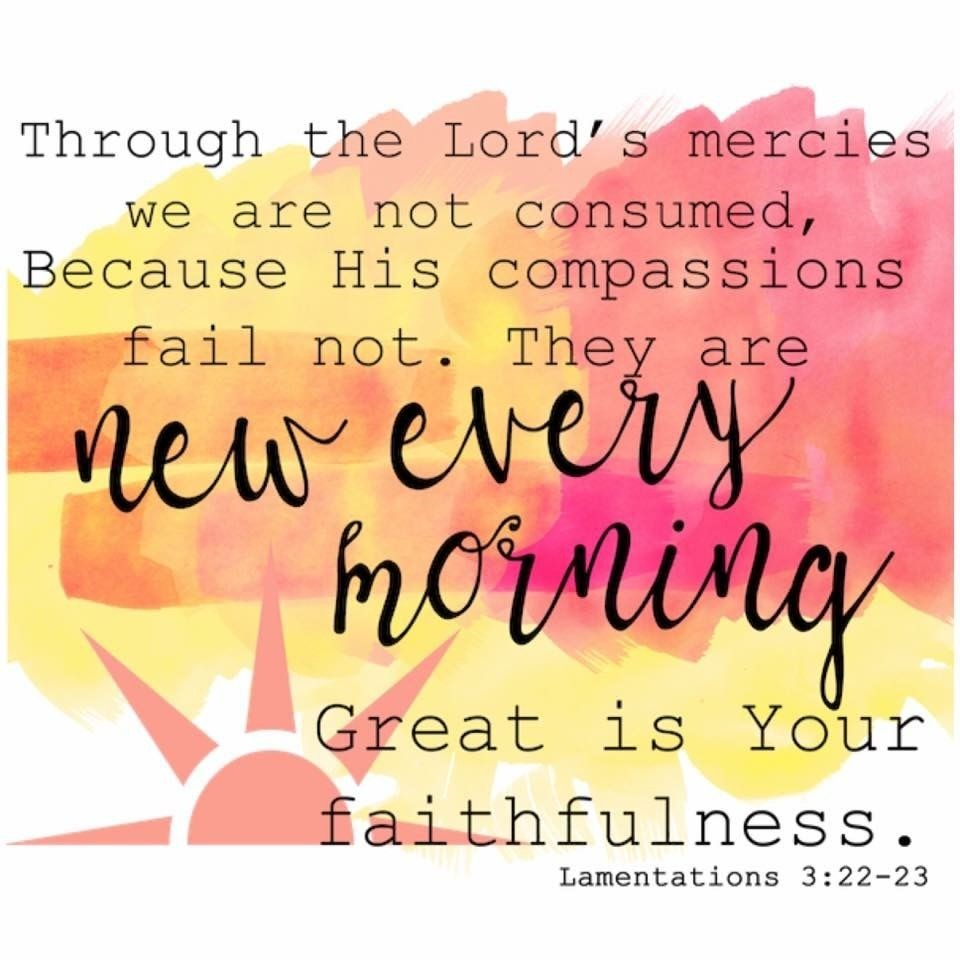 Through the Lord's mercies
we are not consumed,
Because His compassions
fail not. They are
new every
morning
Great is Your
faithfulness.
Lamentations 3:22-23